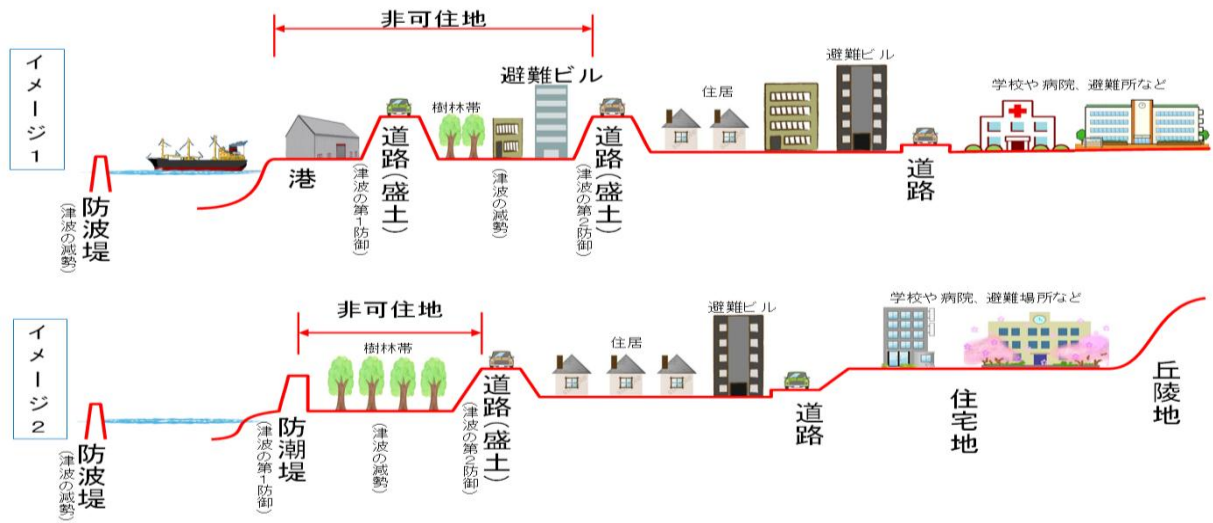 イメージ1
非可住地
避難ビル
樹林帯
避難ビル
住居
学校や病院、避難所など
防波堤
(津波の減勢)
港
道路(盛土)
(津波の第1防御)
(津波の減勢)
道路(盛土)
(津波の第2防御)
道路
イメージ2
非可住地
樹林帯
避難ビル
住居
学校や病院、避難場所など
防波堤
(津波の減勢)
防潮堤
(津波の第1防御)
(津波の減勢)
道路(盛土)
(津波の第2防御)
道路
住宅地
丘陵地